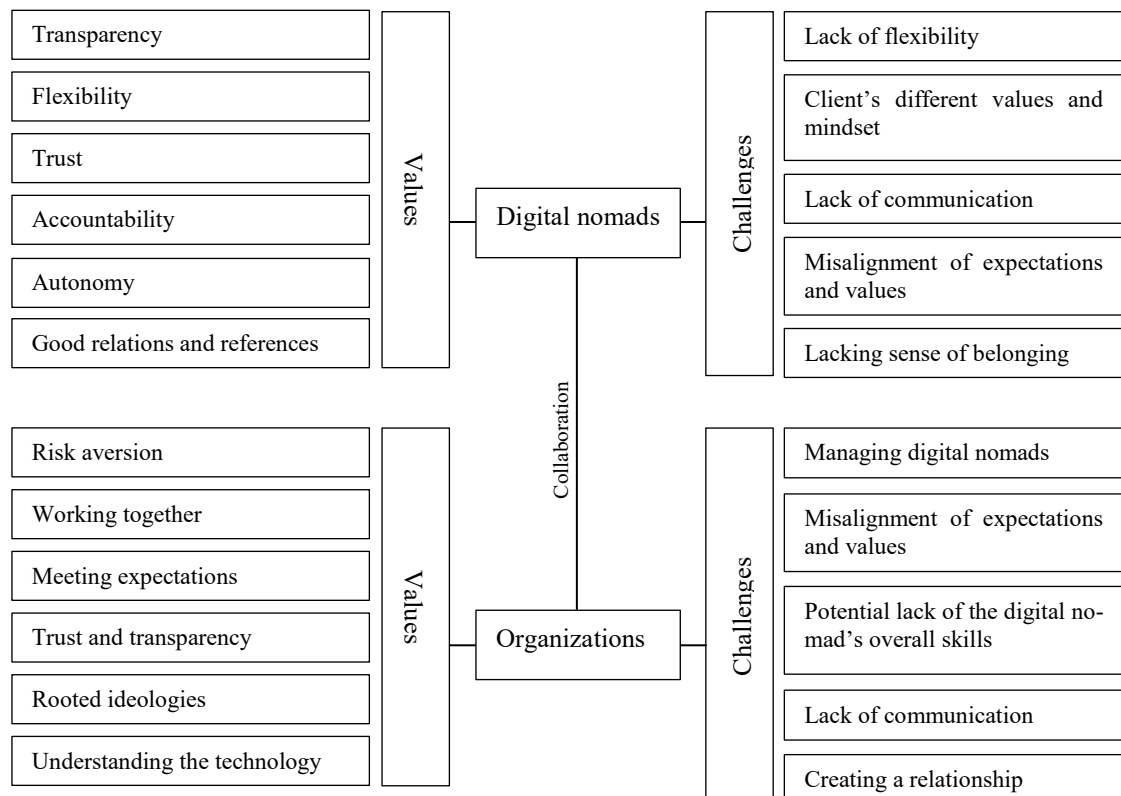 Transparency
Flexibility
Trust
Accountability
Autonomy
Good relations and references
Values
Digital nomads
Challenges
Lack of flexibility
Client's different values and
mindset
Lack of communication
Misalignment of expectations
and values
Lacking sense of belonging
Collaboration
Risk aversion
Working together
Meeting expectations
Trust and transparency
Rooted ideologies
Understanding the technology
Values
Organizations
Challenges
Managing digital nomads
Misalignment of expectations
and values
Potential lack of the digital no-
mad's overall skills
Lack of communication
Creating a relationship